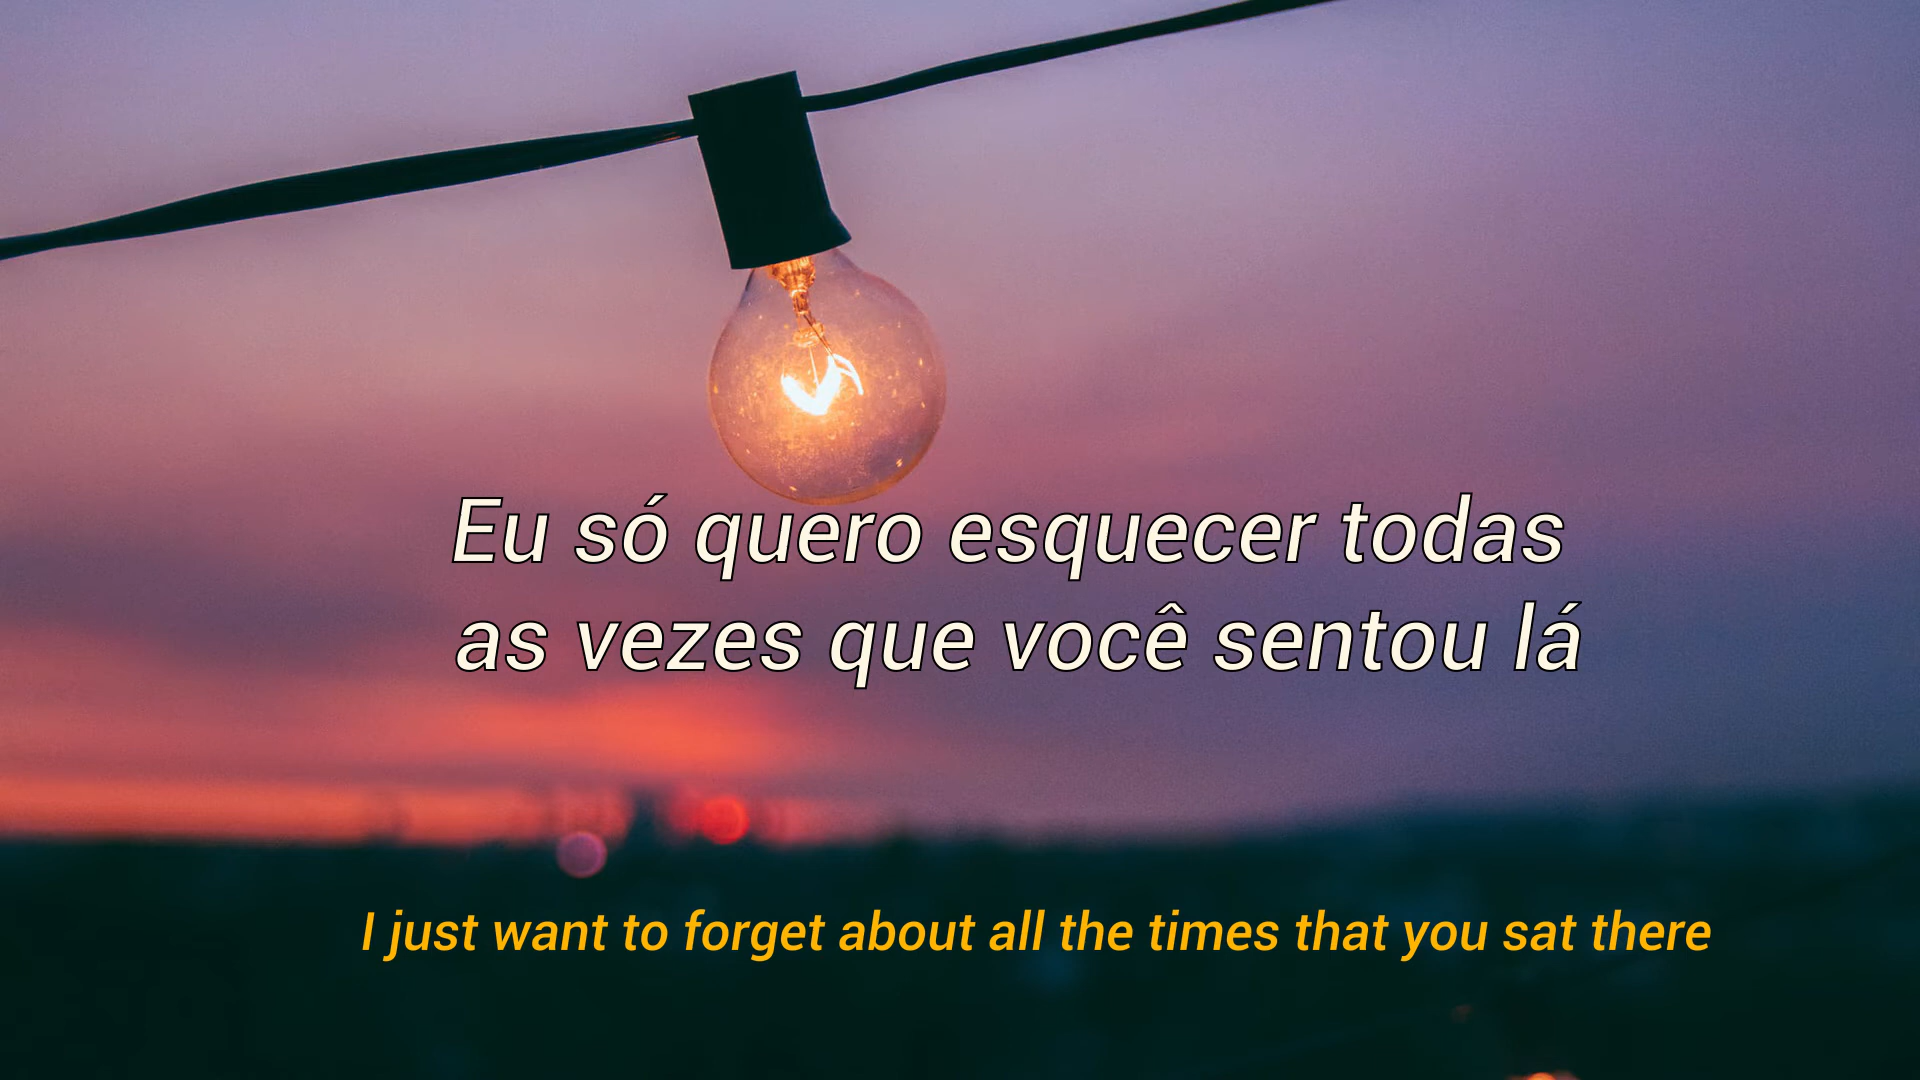 Eu só quero esquecer todas
as vezes que você sentou lá
I just want to forget about all the times that you sat there